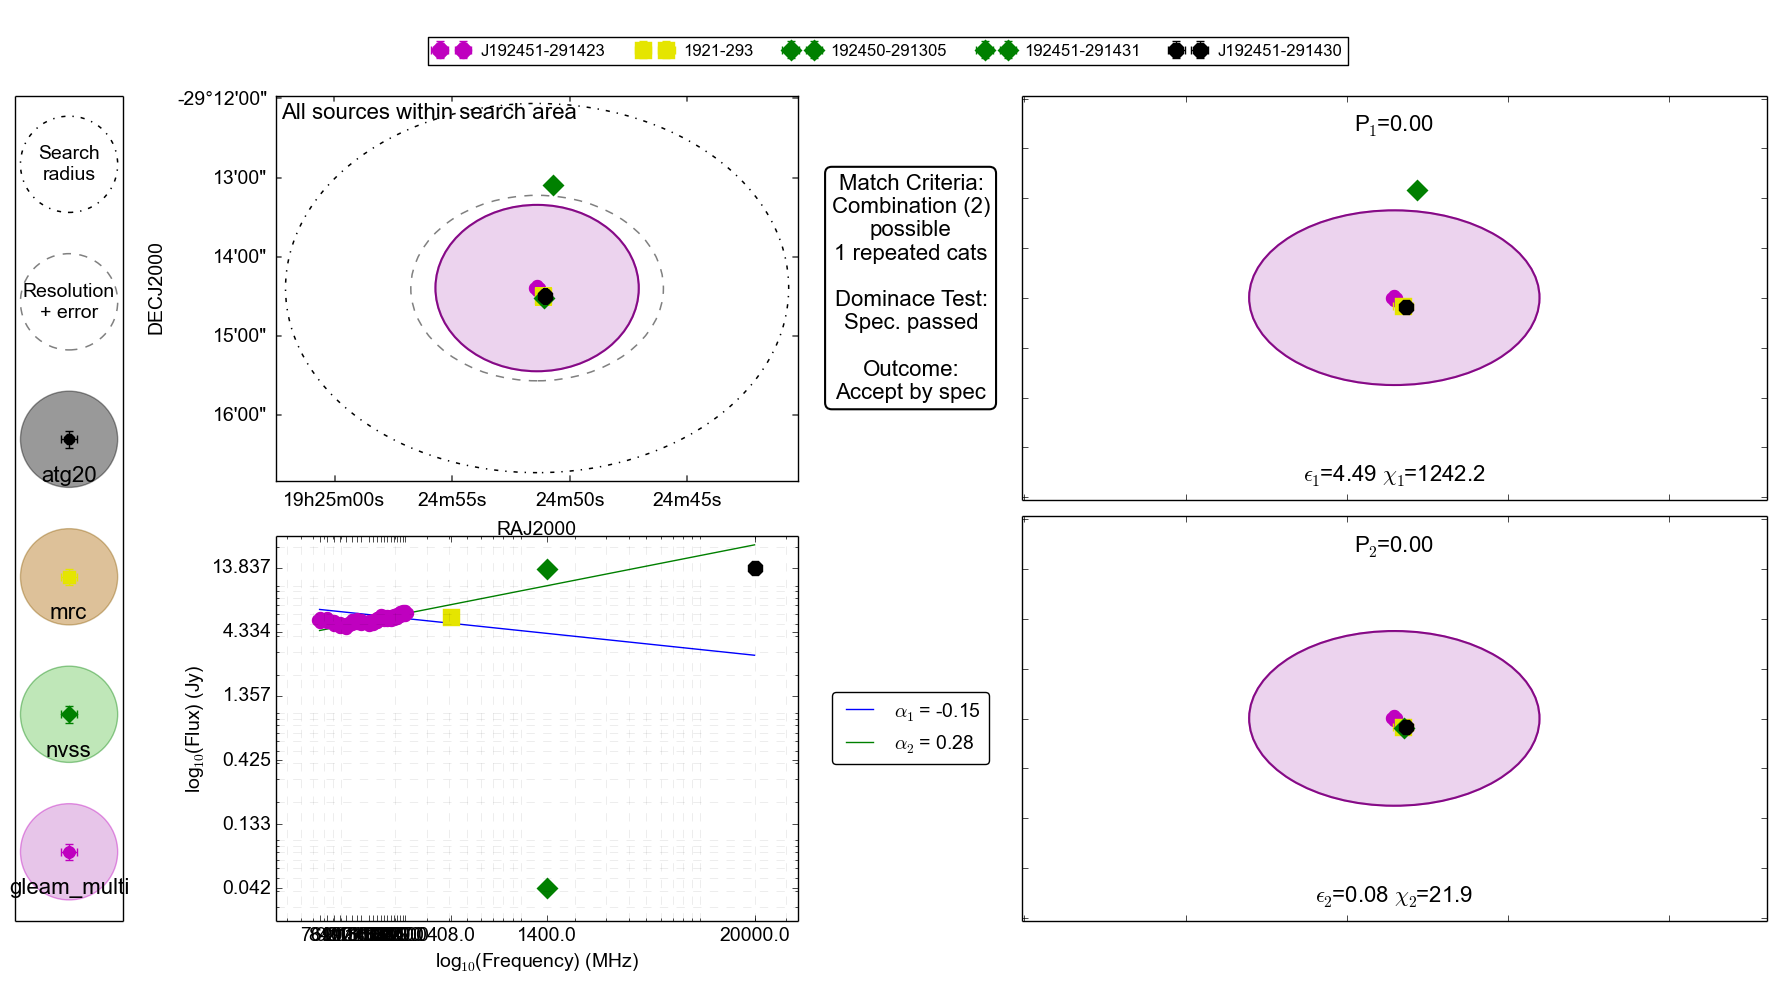 J192451-291423
1921-293
192450-291305
192451-291431
J192451-291430
Search
radius
Resolution
+ error
atg20
mrc
nvss
gleam_multi
All sources within search area
-29°12'00"
13'00"
14'00"
15'00"
16'00"
DECJ2000
19h25m00s
24m55s
24m50s
24m45s
RAJ2000
Match Criteria:
Combination (2)
possible
1 repeated cats
Dominace Test:
Spec. passed
Outcome:
Accept by spec
P1=0.00
ϵ1=4.49 χ1=1242.2
13.837
4.334
1.357
0.425
0.133
0.042
log10(Flux) (Jy)
408.0
1400.0
20000.0
log10(Frequency) (MHz)
α1 = -0.15
α2 = 0.28
P2=0.00
ϵ2=0.08 χ2=21.9